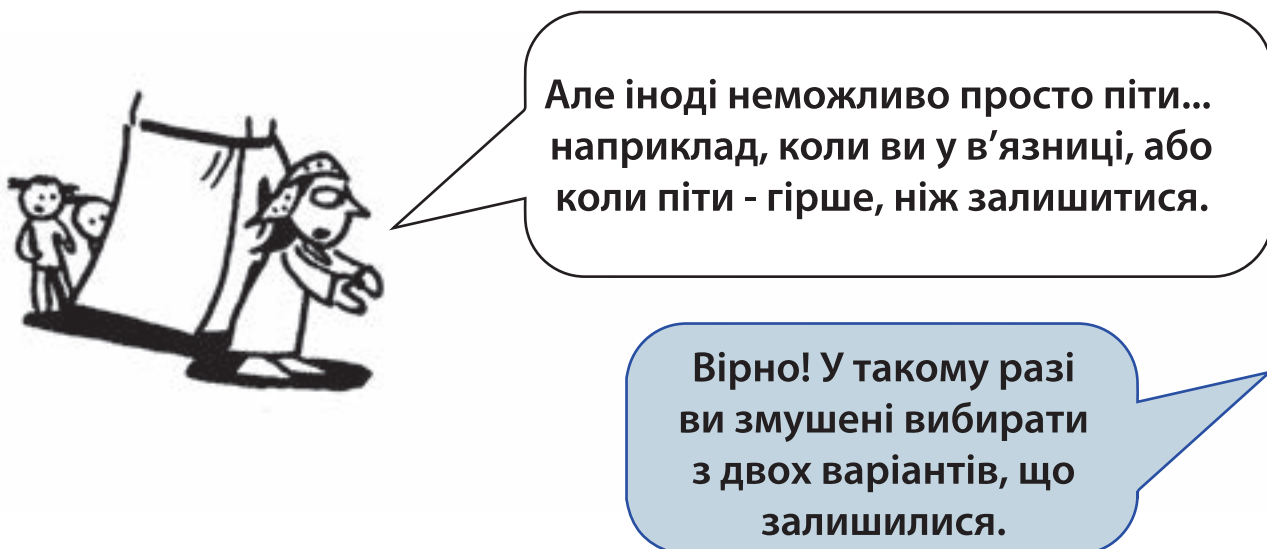 Але іноді неможливо просто піти...
наприклад, коли ви у в’язниці, або
коли піти - гірше, ніж залишитися.
Вірно! У такому разі
ви змушені вибирати
з двох варіантів, що
залишилися.